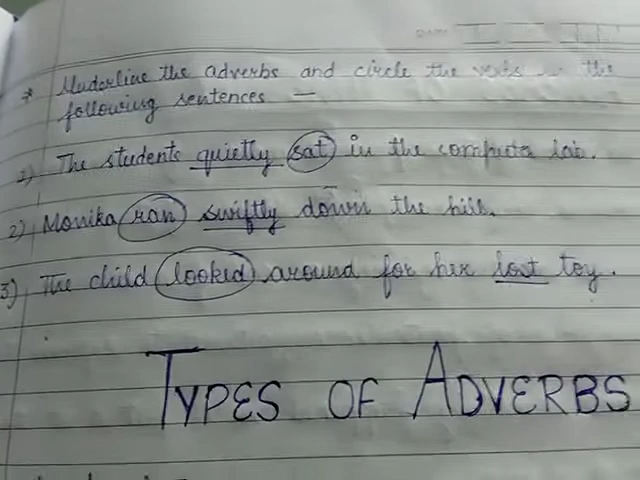 DATE
* Underline the adverbs and circle the verbs in the
following sentences —
1) The students quietly sat in the computer lab.
2) Monika ran swiftly down the hill.
3) The child looked around for her lost toy.
TYPES OF ADVERBS